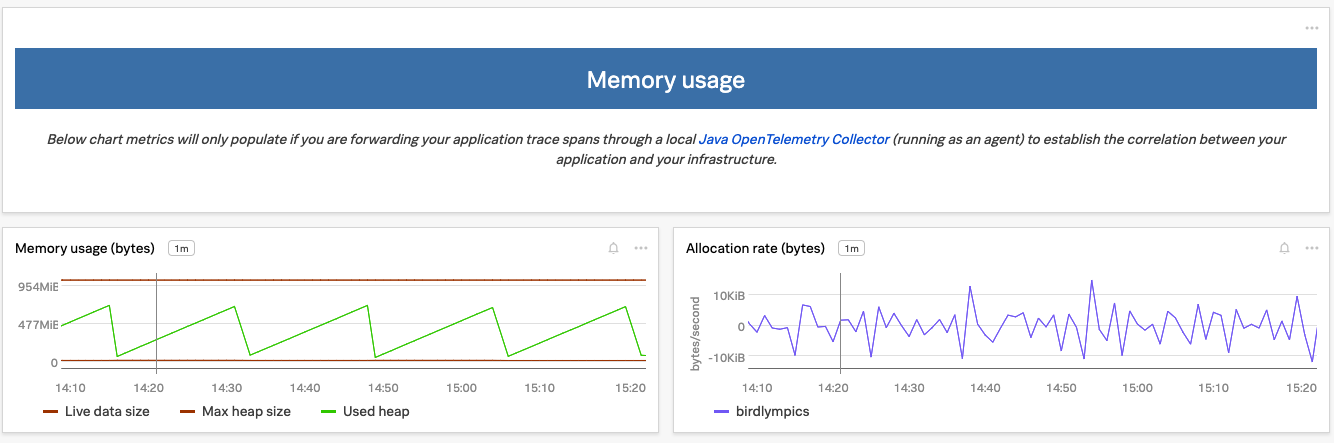 Memory usage
Below chart metrics will only populate if you are forwarding your application trace spans through a local Java OpenTelemetry Collector (running as an agent) to establish the correlation between your
application and your infrastructure.
Memory usage (bytes) 1m
954MiB
477MiB
0
14:10 14:20 14:30 14:40 14:50 15:00 15:10 15:20
Live data size Max heap size Used heap
Allocation rate (bytes) 1m
bytes/second
10KiB
0
-10KiB
14:10 14:20 14:30 14:40 14:50 15:00 15:10 15:20
birdlympics